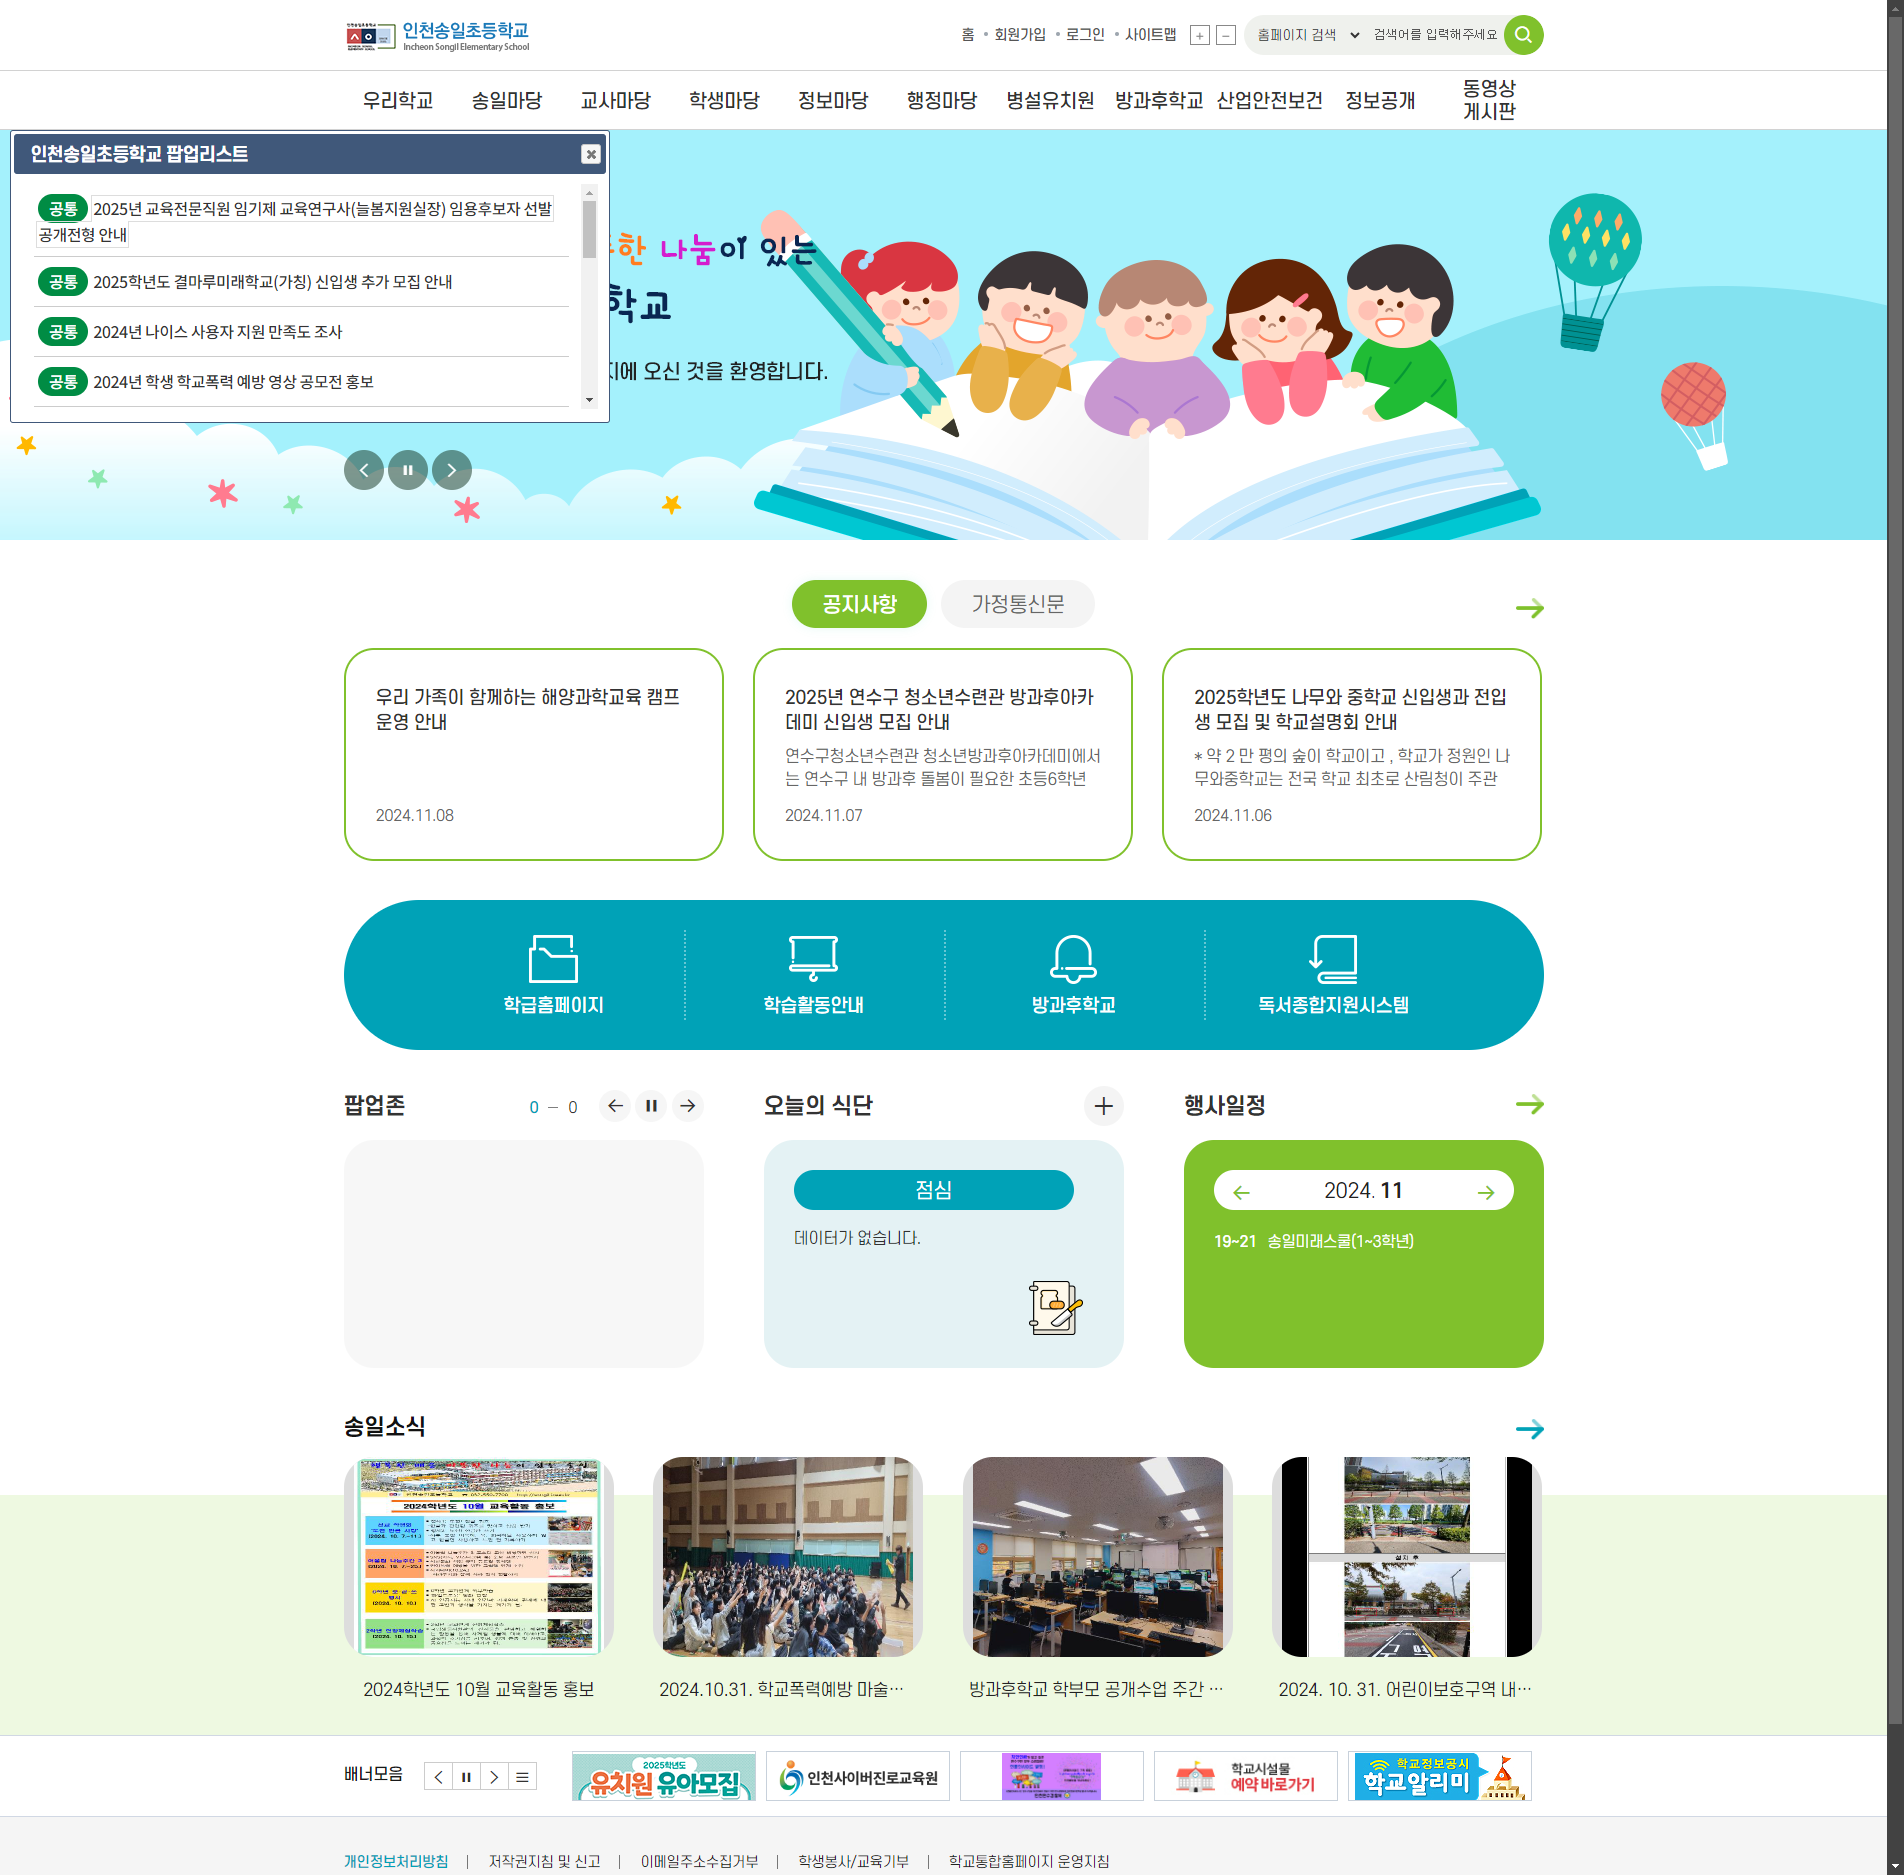 인천송일초등학교
Incheon Songil Elementary School
홈 회원가입 로그인 사이트맵
홈페이지 검색 검색어를 입력해주세요
우리학교 송일마당 교사마당 학생마당 정보마당 행정마당 병설유치원 방과후학교 산업안전보건 정보공개 동영상
게시판
인천송일초등학교 팝업리스트
공통 2025년 교육전문직원 임기제 교육연구사(늘봄지원실장) 임용후보자 선발
공개전형 안내
공통 2025학년도 결마루미래학교(가칭) 신입생 추가 모집 안내
공통 2024년 나이스 사용자 지원 만족도 조사
공통 2024년 학생 학교폭력 예방 영상 공모전 홍보
한 나눔이 있는
학교
지에 오신 것을 환영합니다.
공지사항 가정통신문
우리 가족이 함께하는 해양과학교육 캠프
운영 안내
2024.11.08
2025년 연수구 청소년수련관 방과후아카
데미 신입생 모집 안내
연수구청소년수련관 청소년방과후아카데미에서
는 연수구 내 방과후 돌봄이 필요한 초등6학년
2024.11.07
2025학년도 나무와 중학교 신입생과 전입
생 모집 및 학교설명회 안내
* 약 2 만 평의 숲이 학교이고 , 학교가 정원인 나
무와중학교는 전국 학교 최초로 산림청이 주관
2024.11.06
학급홈페이지 학습활동안내 방과후학교 독서종합지원시스템
팝업존 0 – 0
오늘의 식단
점심
데이터가 없습니다.
행사일정
2024. 11
19~21 송일미래스쿨(1~3학년)
송일소식
2024학년도 10월 교육활동 홍보
설치 후
2024학년도 10월 교육활동 홍보
2024.10.31. 학교폭력예방 마술…
방과후학교 학부모 공개수업 주간 …
2024. 10. 31. 어린이보호구역 내…
배너모음
2025학년도
유치원 유아모집
인천사이버진로교육원
학교시설물
예약 바로가기
학교정보공시
학교알리미
개인정보처리방침 저작권지침 및 신고 이메일주소수집거부 학생봉사/교육기부 학교통합홈페이지 운영지침